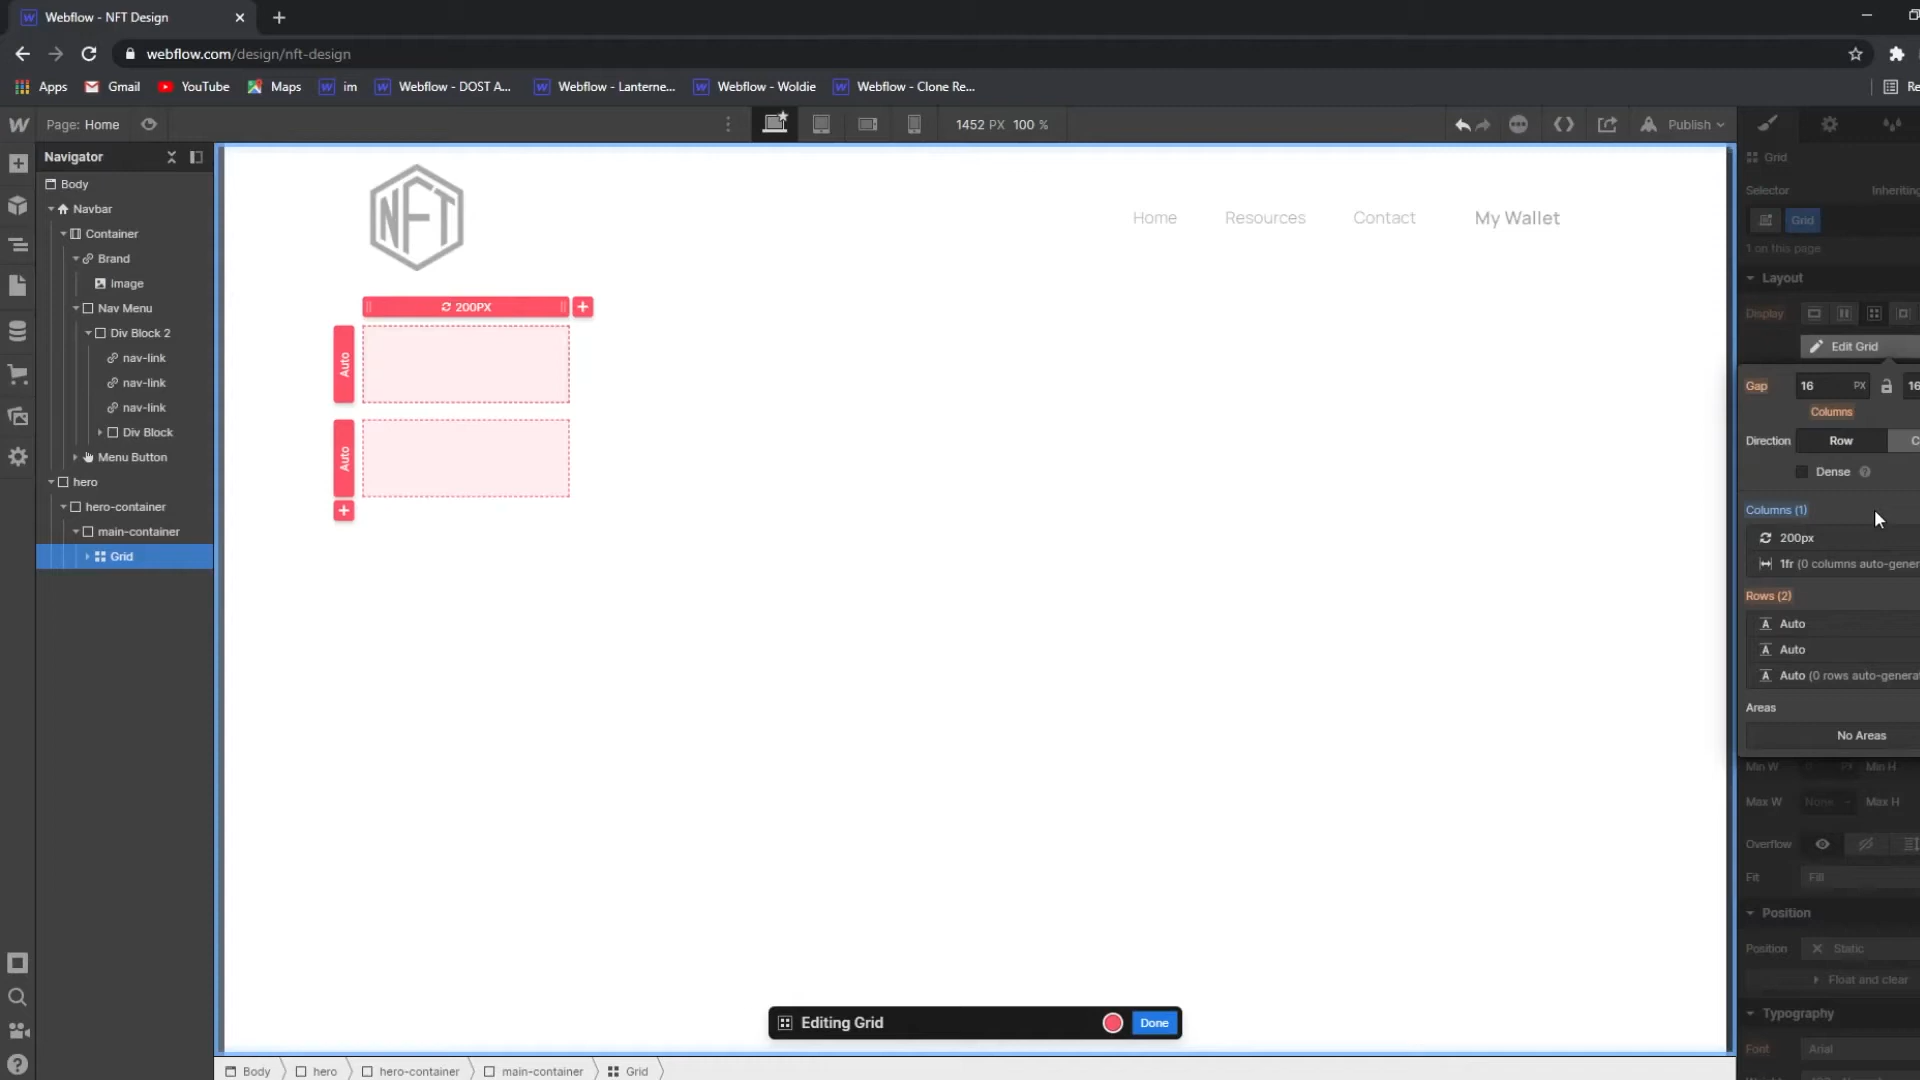 Webflow - NFT Design
webflow.com/design/nft-design
Apps
Gmail
YouTube
Maps
im
Webflow - DOST A...
Webflow - Lanterne...
Webflow - Woldie
Webflow - Clone Re...
Re
Page: Home
1452 PX 100 %
Publish
Navigator
Body
Navbar
Container
Brand
Image
Nav Menu
Div Block 2
nav-link
nav-link
nav-link
Div Block
Menu Button
hero
hero-container
main-container
Grid
NFT
Home
Resources
Contact
My Wallet
200PX
Auto
Auto
Editing Grid
Done
Body
hero
hero-container
main-container
Grid
Grid
Selector
Inheriting
Grid
1 on this page
Layout
Display
Edit Grid
Gap
16 PX
16
Columns
Direction
Row
C
Dense
Columns (1)
200px
1fr (0 columns auto-gener
Rows (2)
Auto
Auto
Auto (0 rows auto-generat
Areas
No Areas
Min W
0 PX
Min H
Max W
None
Max H
Overflow
Fit
Fill
Position
Position
Static
Float and clear
Typography
Font
Arial